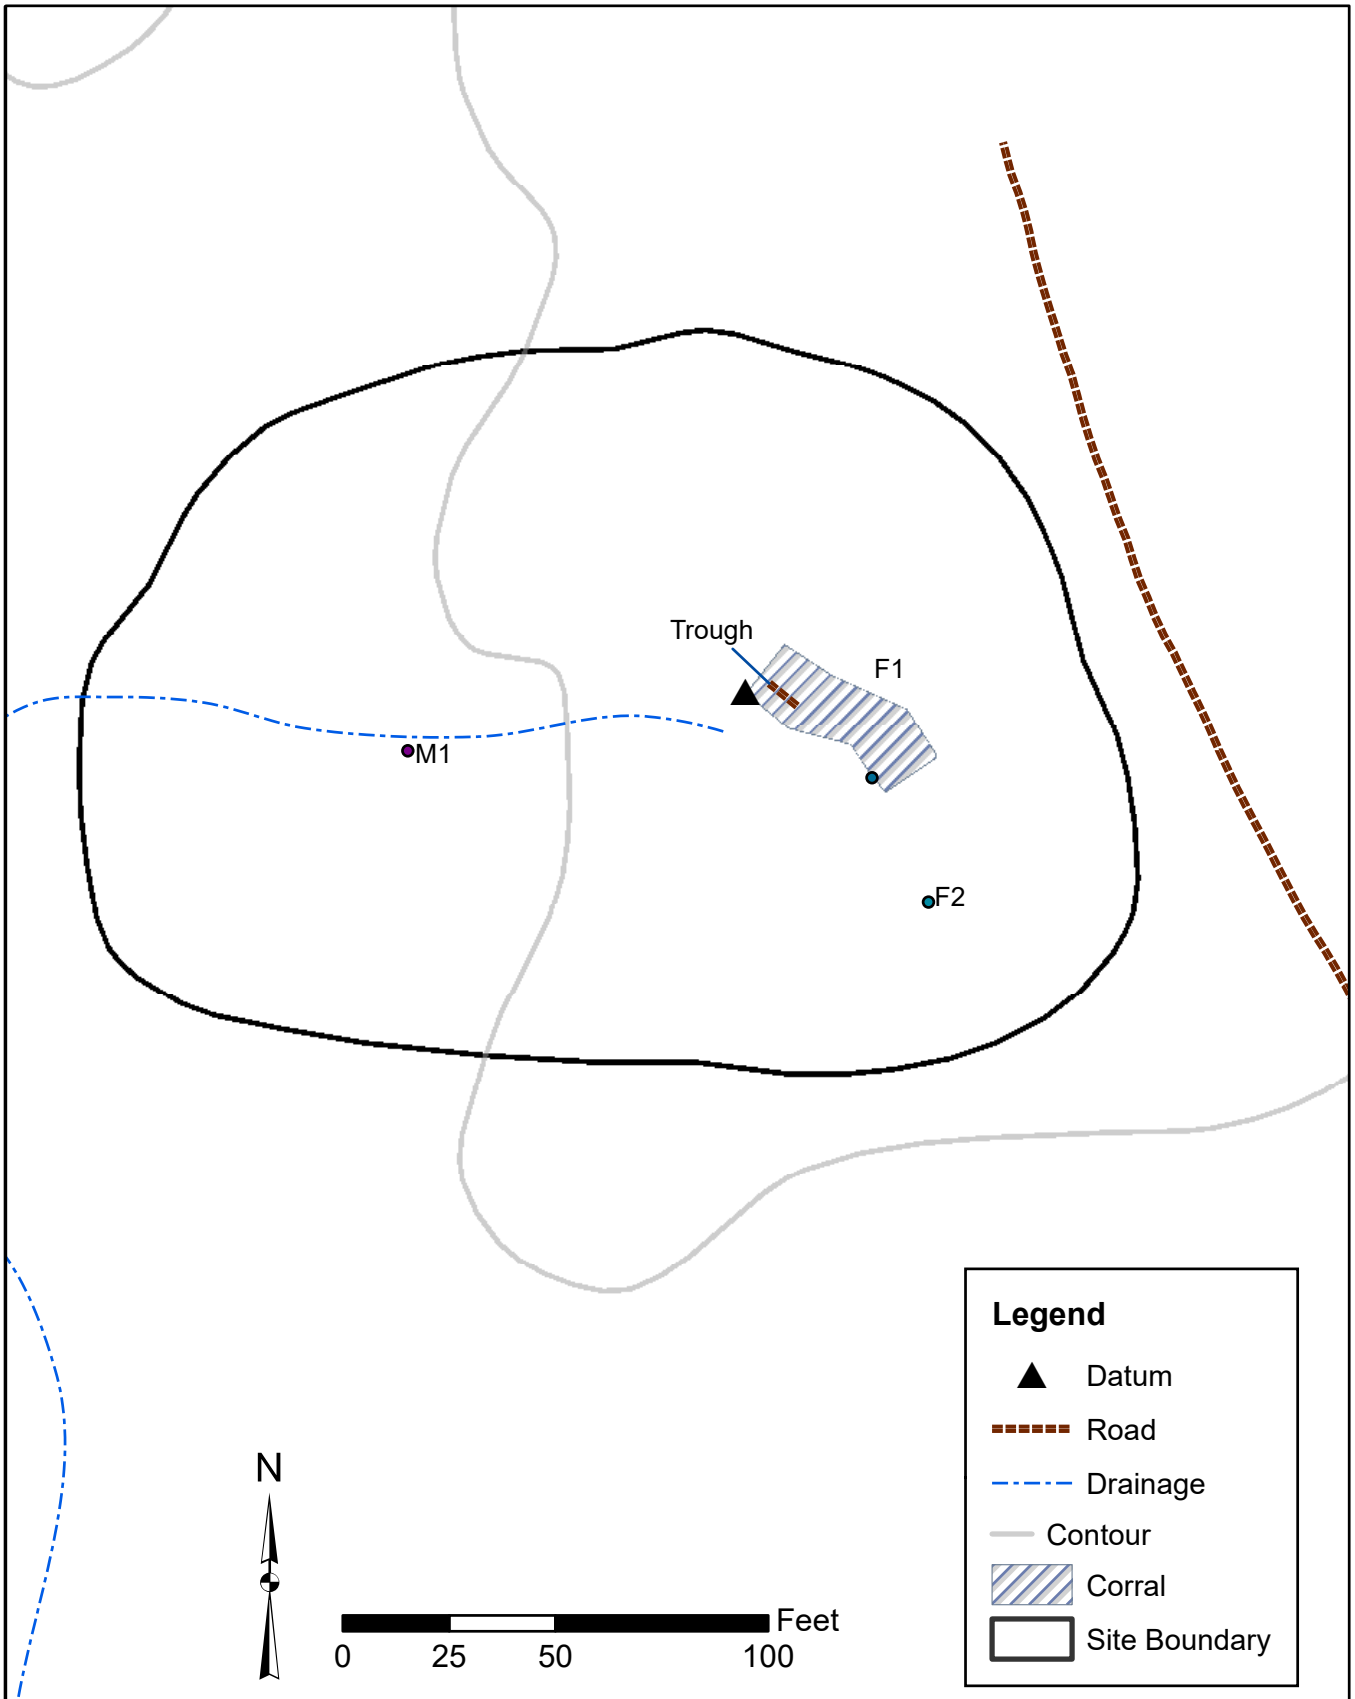 Trough
F1
M1
F2
Legend
Datum
Road
Drainage
Contour
Corral
Site Boundary
N
Feet
0 25 50 100